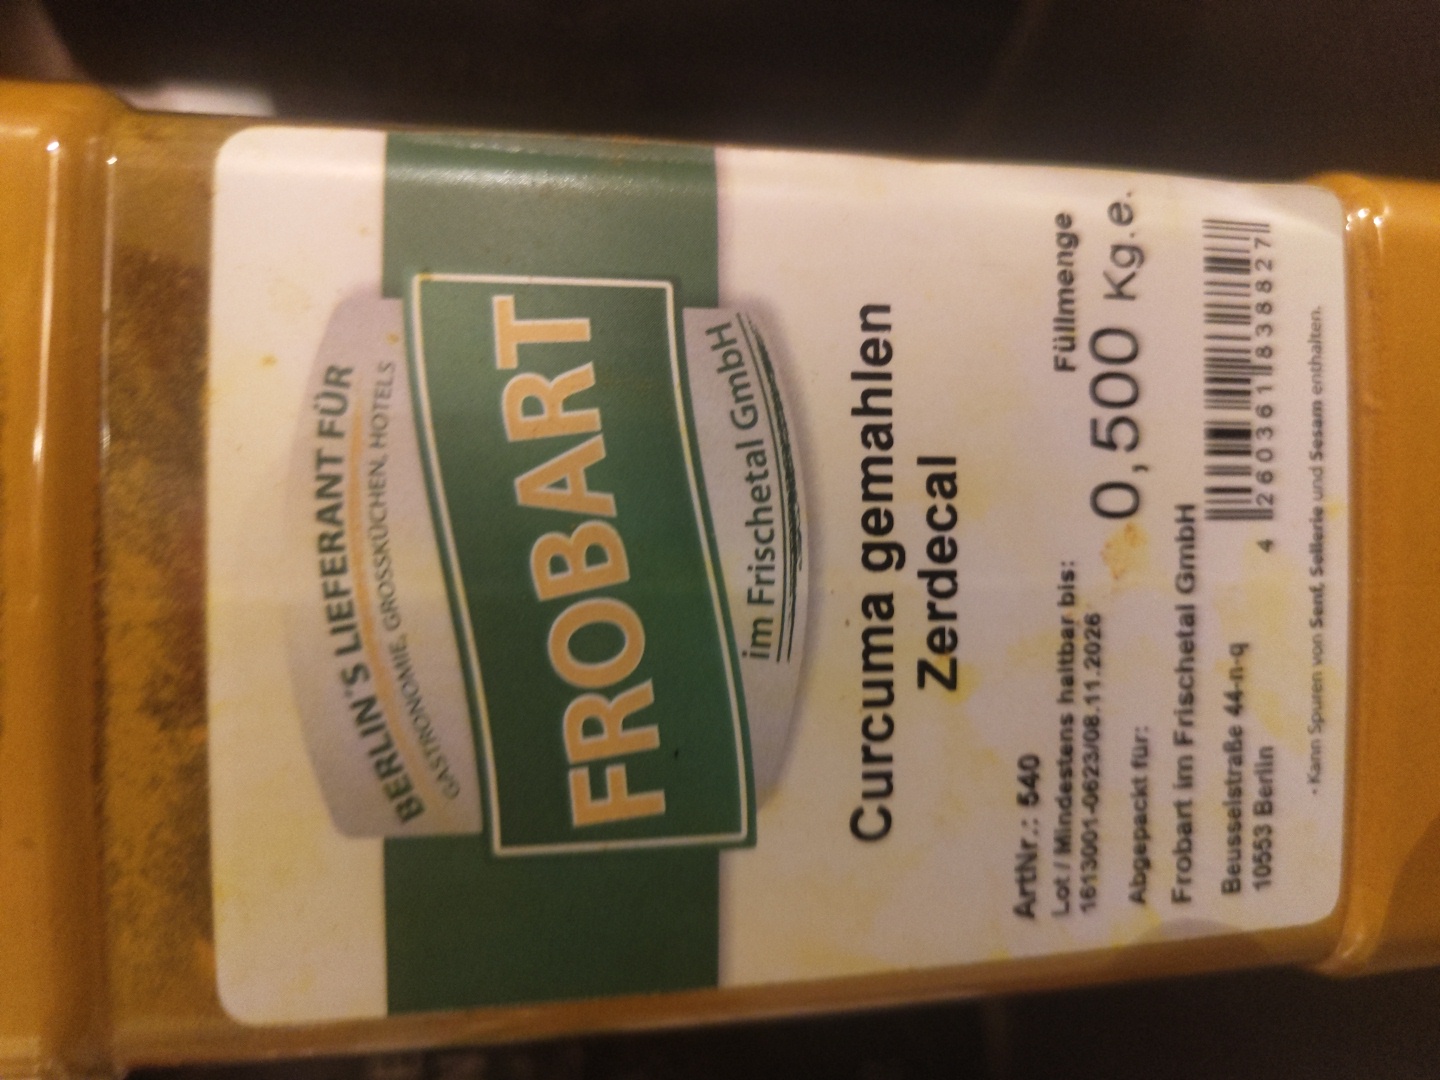 BERLIN'S LIEFERANT FÜR
GASTRONOMIE, GROSSKÜCHEN, HOTELS
FROBART
im Frischetal GmbH
Curcuma gemahlen
Zerdecal
ArtNr.: 540
Lot / Mindestens haltbar bis:
1613001-0623/08.11.2026
Füllmenge
0,500 Kg.e.
Abgepackt für:
Frobart im Frischetal GmbH
Beusselstraße 44-n-q
10553 Berlin
4 260361 838827
* Kann Spuren von Senf, Sellerie und Sesam enthalten.